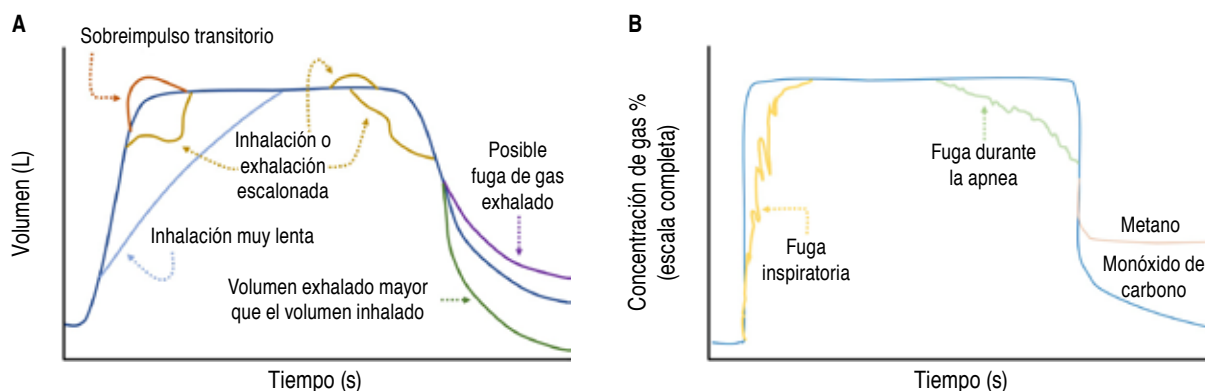 A
Sobreimpulso transitorio
Volumen (L)
Inhalación o
exhalación
escalonada
Inhalación muy lenta
Posible
fuga de gas
exhalado
Volumen exhalado mayor
que el volumen inhalado
Tiempo (s)
B
Concentración de gas %
(escala completa)
Fuga
inspiratoria
Fuga durante
la apnea
Metano
Monóxido de
carbono
Tiempo (s)